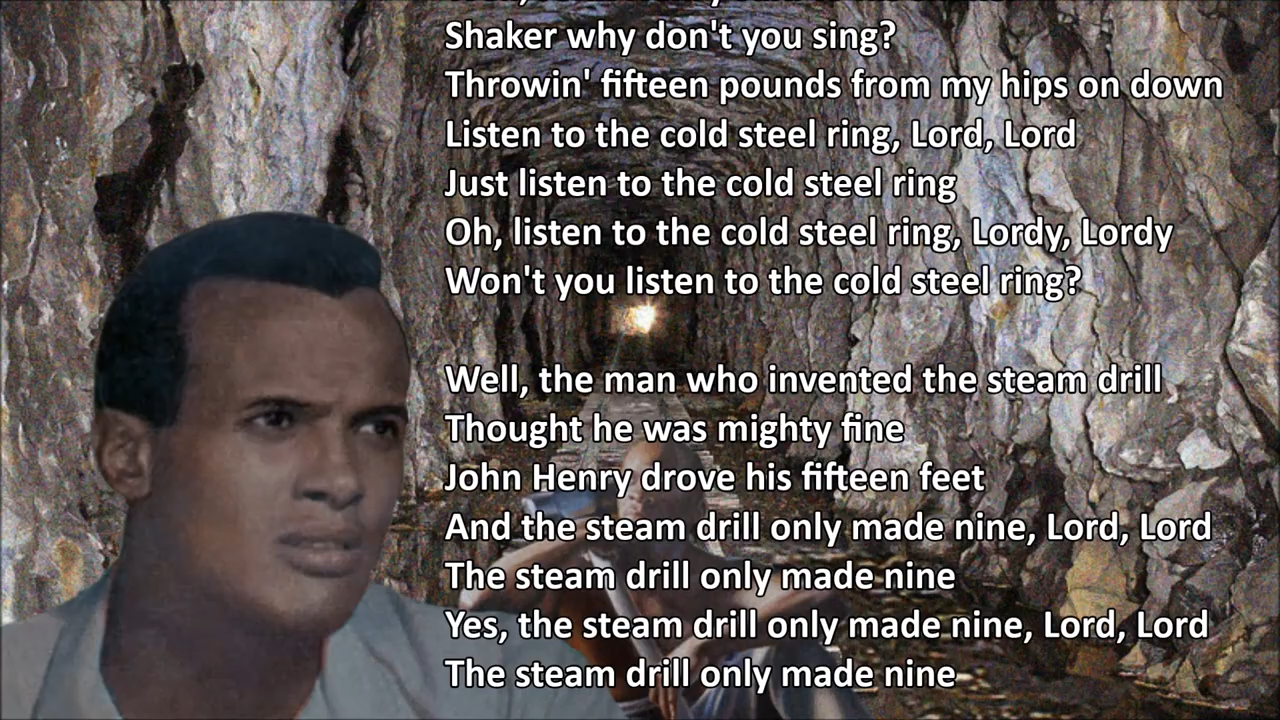 Shaker why don't you sing?
Throwin' fifteen pounds from my hips on down
Listen to the cold steel ring, Lord, Lord
Just listen to the cold steel ring
Oh, listen to the cold steel ring, Lordy, Lordy
Won't you listen to the cold steel ring?
Well, the man who invented the steam drill
Thought he was mighty fine
John Henry drove his fifteen feet
And the steam drill only made nine, Lord, Lord
The steam drill only made nine
Yes, the steam drill only made nine, Lord, Lord
The steam drill only made nine